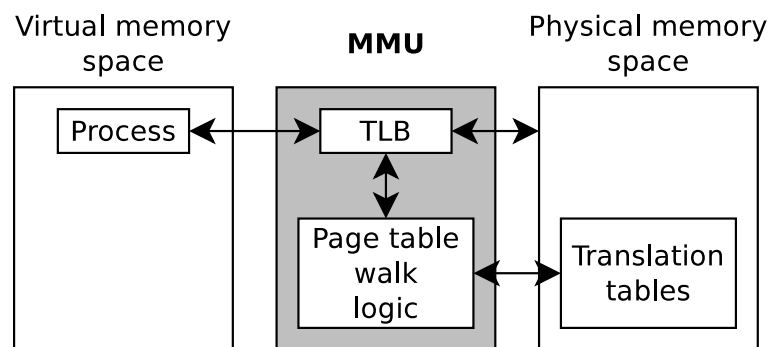 Virtual memory
space
MMU
Physical memory
space
Process
TLB
Page table
walk
logic
Translation
tables